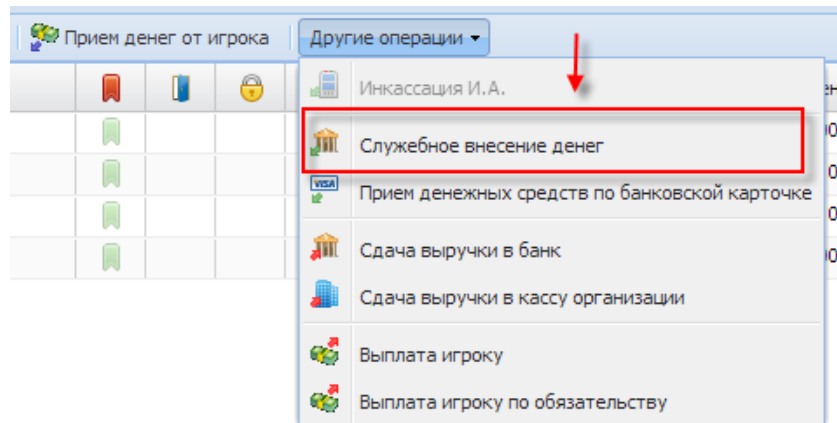 Прием денег от игрока Другие операции
Инкассация И.А.
Служебное внесение денег
VISA
Прием денежных средств по банковской карточке
Сдача выручки в банк
Сдача выручки в кассу организации
Выплата игроку
Выплата игроку по обязательству